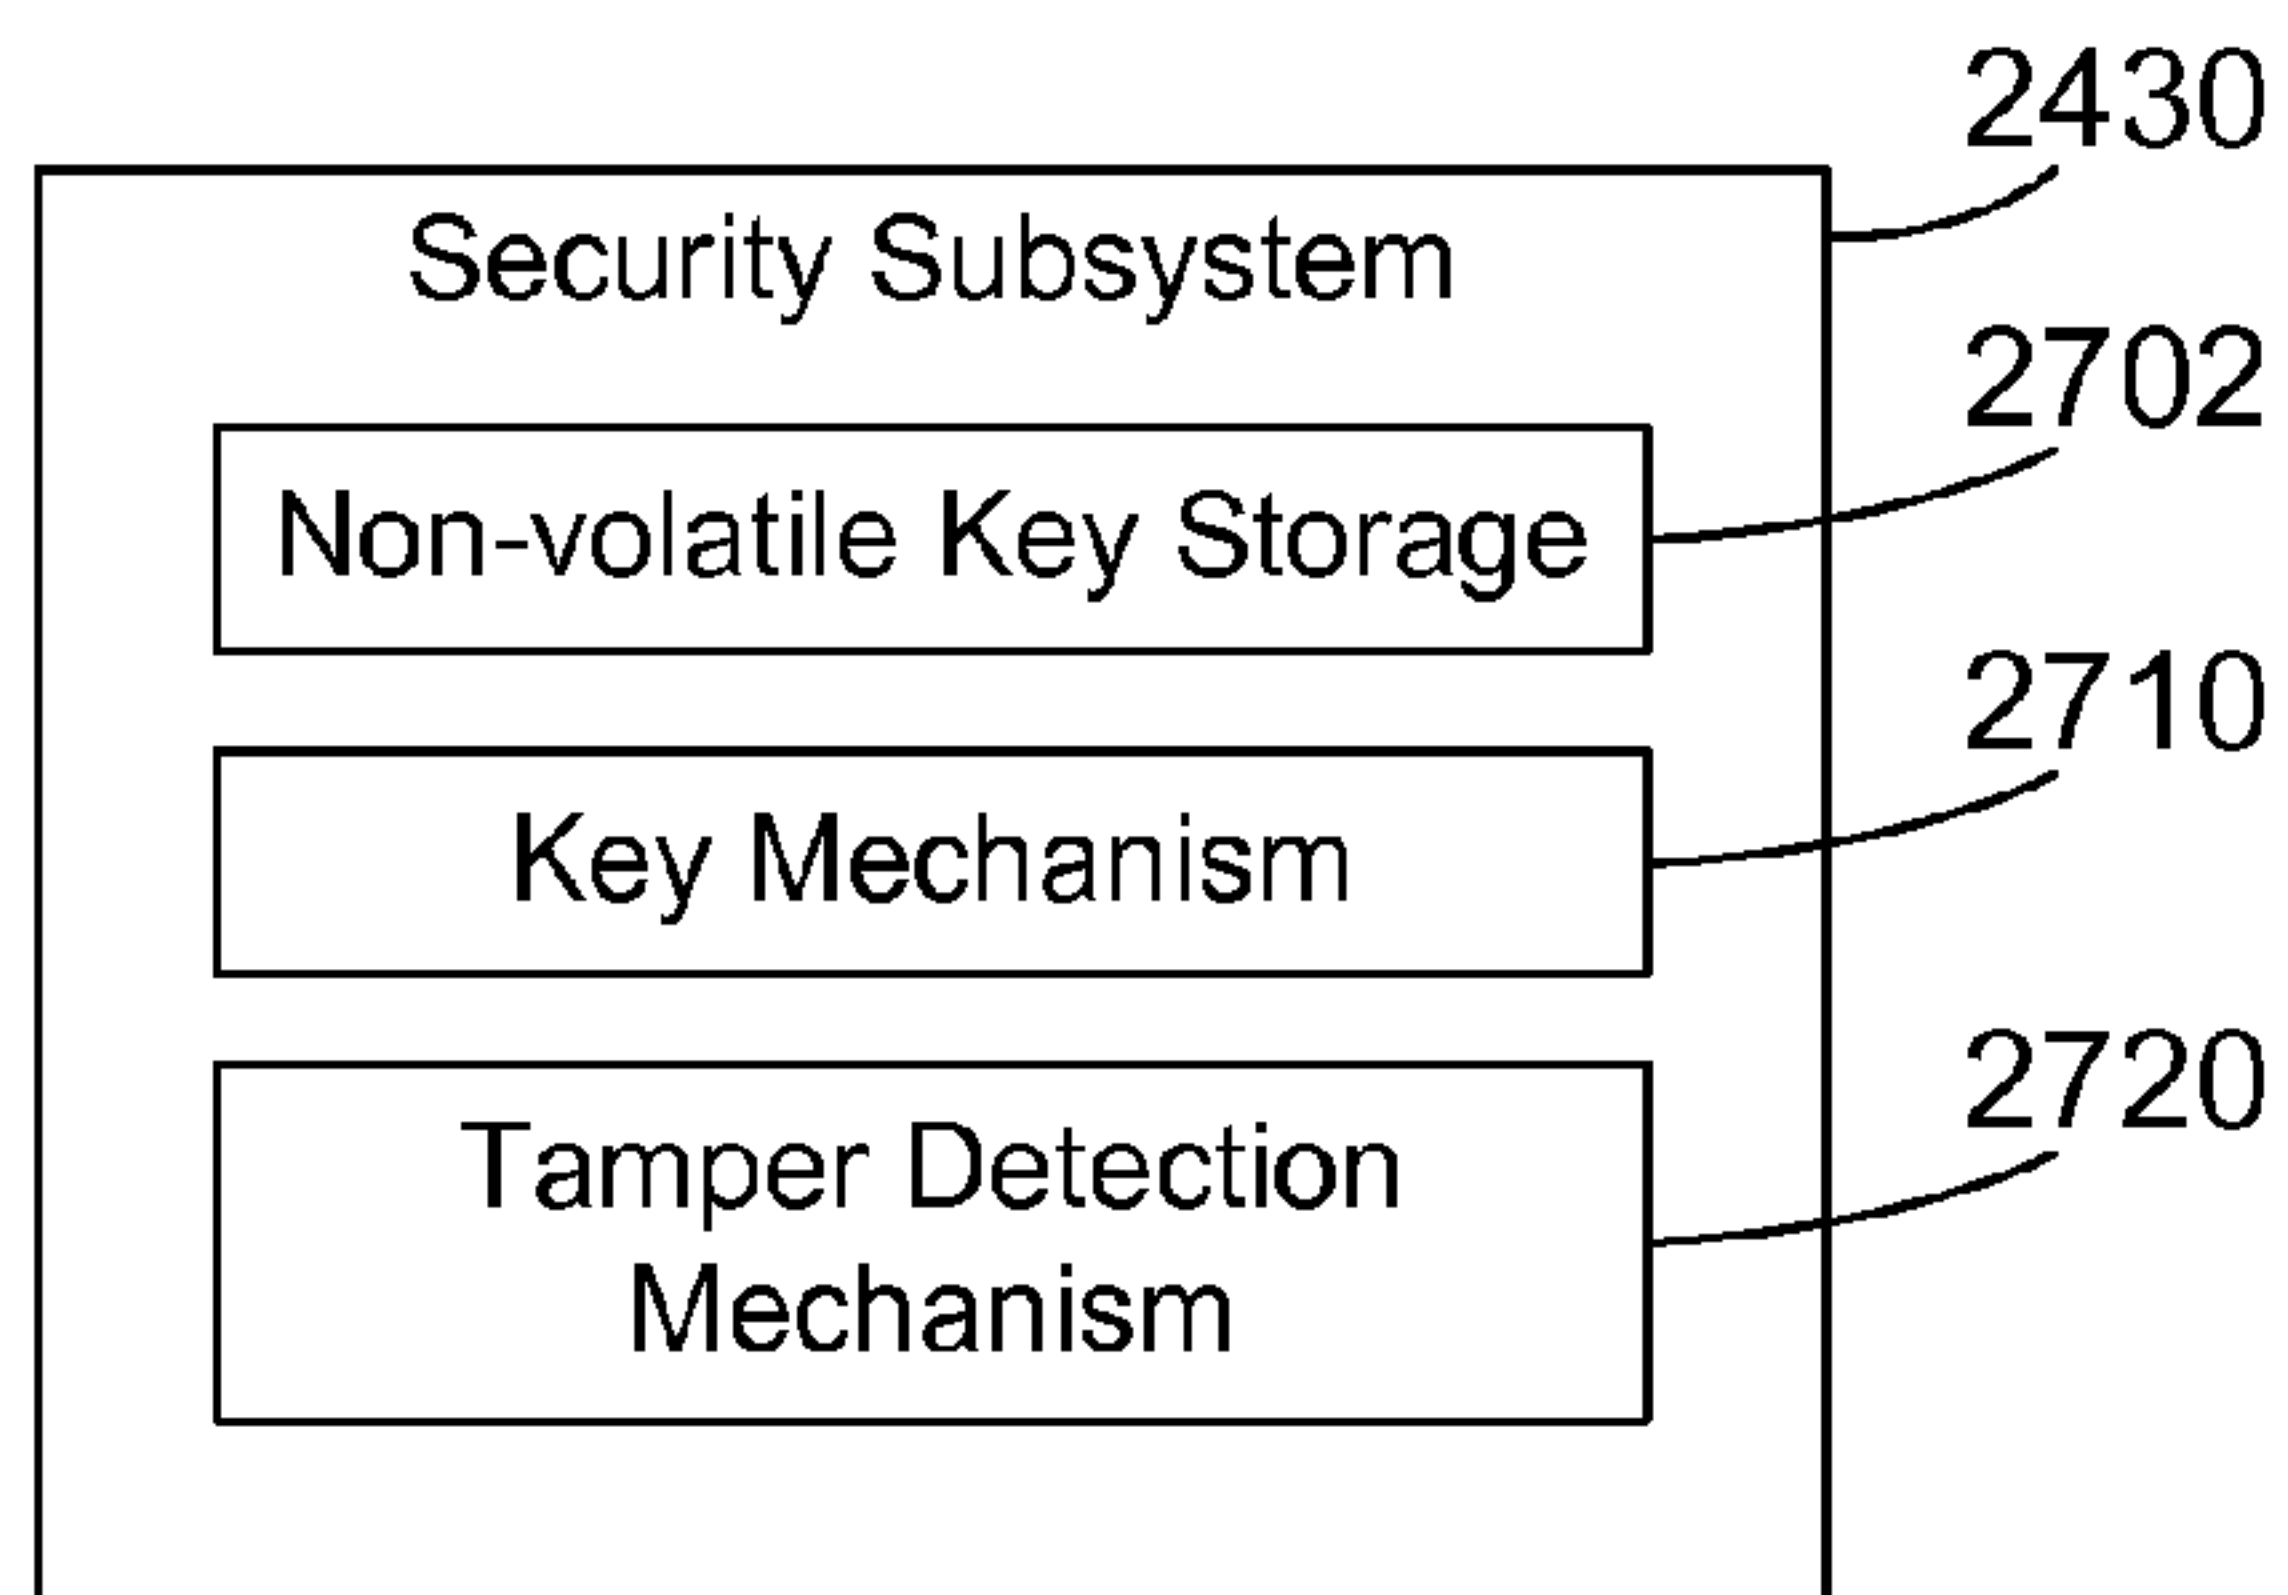 2430
Security Subsystem
2702
Non-volatile Key Storage
2710
Key Mechanism
2720
Tamper Detection
Mechanism